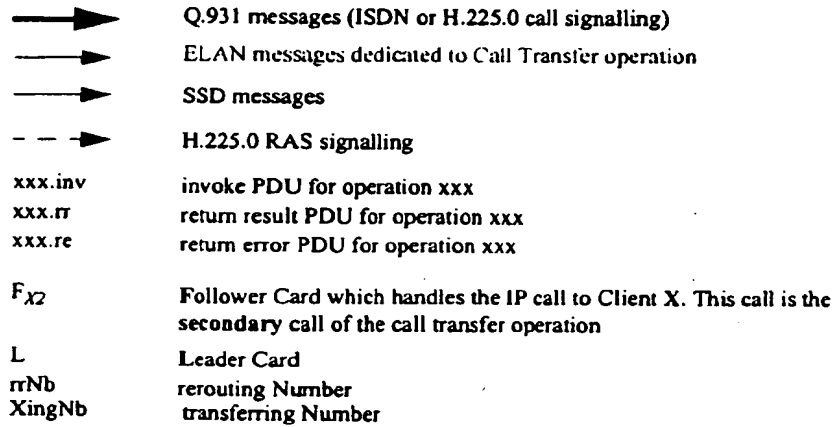 Q.931 messages (ISDN or H.225.0 call signalling)
ELAN messages dedicated to Call Transfer operation
SSD messages
H.225.0 RAS signalling
xxx.inv invoke PDU for operation xxx
xxx.rr return result PDU for operation xxx
xxx.re return error PDU for operation xxx
FX2 Follower Card which handles the IP call to Client X. This call is the
secondary call of the call transfer operation
L Leader Card
rrNb rerouting Number
XingNb transferring Number